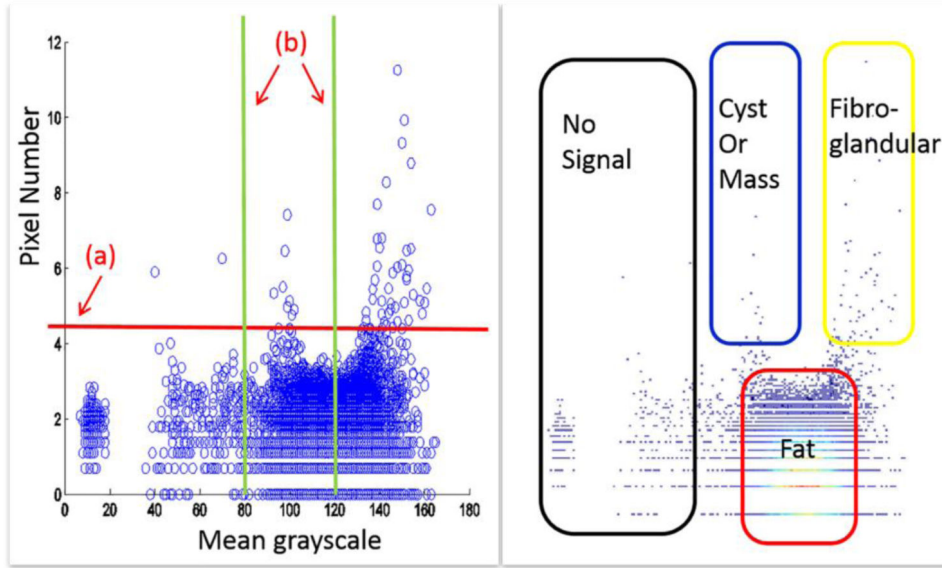 12
10
8
6
4
2
0
Pixel Number
(a)
(b)
0 20 40 60 80 100 120 140 160 180
Mean grayscale
No
Signal
Cyst
Or
Mass
Fibro-
glandular
Fat